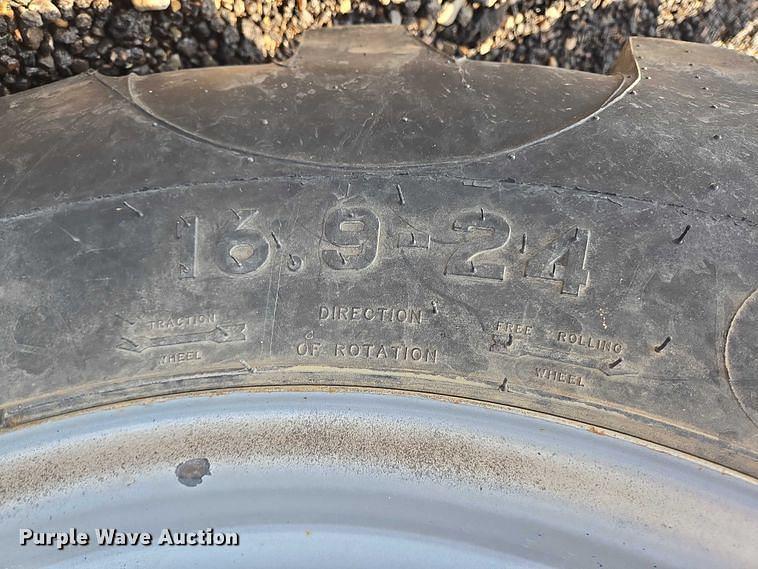 16.9-24
TRACTION
WHEEL
DIRECTION
OF ROTATION
FREE ROLLING
WHEEL
Purple Wave Auction